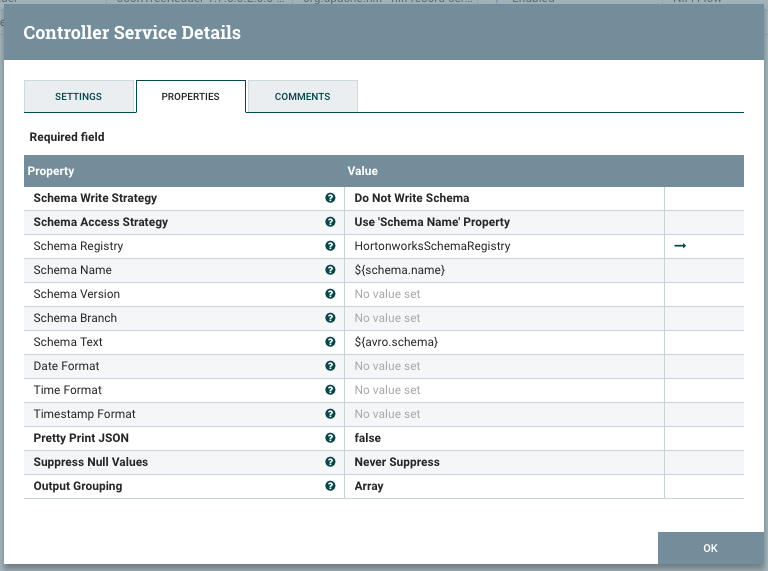 Controller Service Details
SETTINGS PROPERTIES COMMENTS
Required field
Property Value
Schema Write Strategy Do Not Write Schema
Schema Access Strategy Use 'Schema Name' Property
Schema Registry HortonworksSchemaRegistry
Schema Name ${schema.name}
Schema Version No value set
Schema Branch No value set
Schema Text ${avro.schema}
Date Format No value set
Time Format No value set
Timestamp Format No value set
Pretty Print JSON false
Suppress Null Values Never Suppress
Output Grouping Array
OK